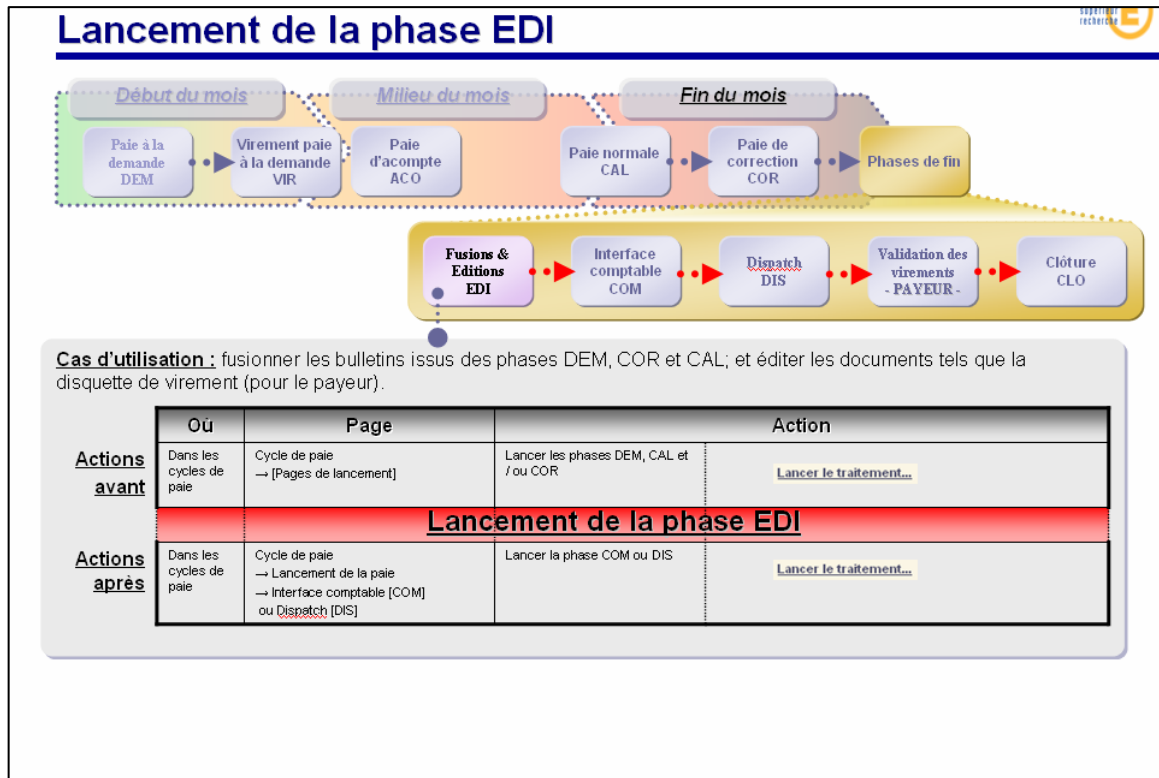 supérieur
recherche
Lancement de la phase EDI
Début du mois
Milieu du mois
Fin du mois
Paie à la
demande
DEM
Virement paie
à la demande
VIR
Paie
d'acompte
ACO
Paie normale
CAL
Paie de
correction
COR
Phases de fin
Fusions &
Editions
EDI
Interface
comptable
COM
Dispatch
DIS
Validation des
virements
- PAYEUR -
Clôture
CLO
Cas d'utilisation : fusionner les bulletins issus des phases DEM, COR et CAL; et éditer les documents tels que la
disquette de virement (pour le payeur).
Où Page Action
Actions
avant
Dans les
cycles de
paie
Cycle de paie
→ [Pages de lancement]
Lancer les phases DEM, CAL et
/ ou COR
Lancer le traitement...
Lancement de la phase EDI
Actions
après
Dans les
cycles de
paie
Cycle de paie
→ Lancement de la paie
→ Interface comptable [COM]
ou Dispatch [DIS]
Lancer la phase COM ou DIS
Lancer le traitement...